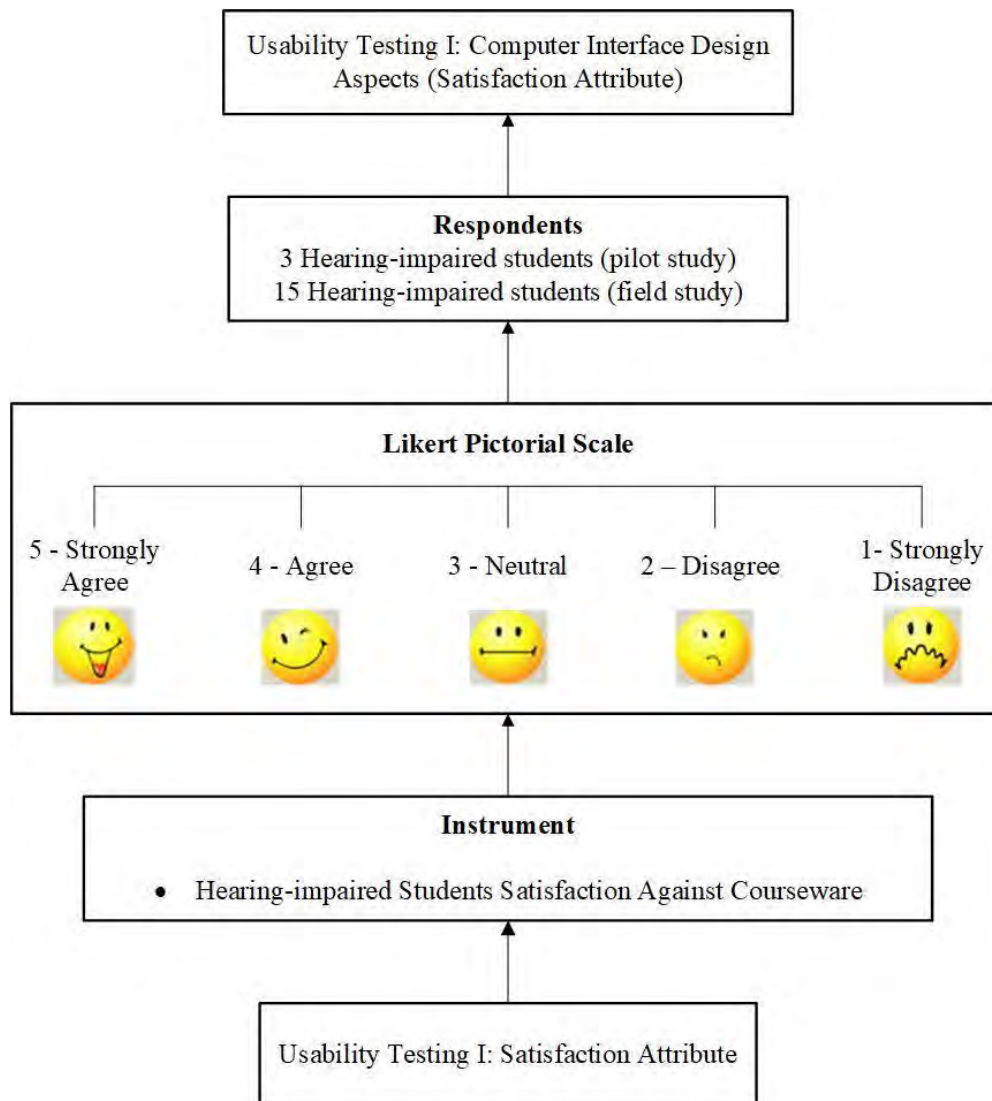 Usability Testing I: Computer Interface Design
Aspects (Satisfaction Attribute)
Respondents
3 Hearing-impaired students (pilot study)
15 Hearing-impaired students (field study)
Likert Pictorial Scale
5 - Strongly
Agree
4 - Agree
3 - Neutral
2 – Disagree
1- Strongly
Disagree
Instrument
● Hearing-impaired Students Satisfaction Against Courseware
Usability Testing I: Satisfaction Attribute